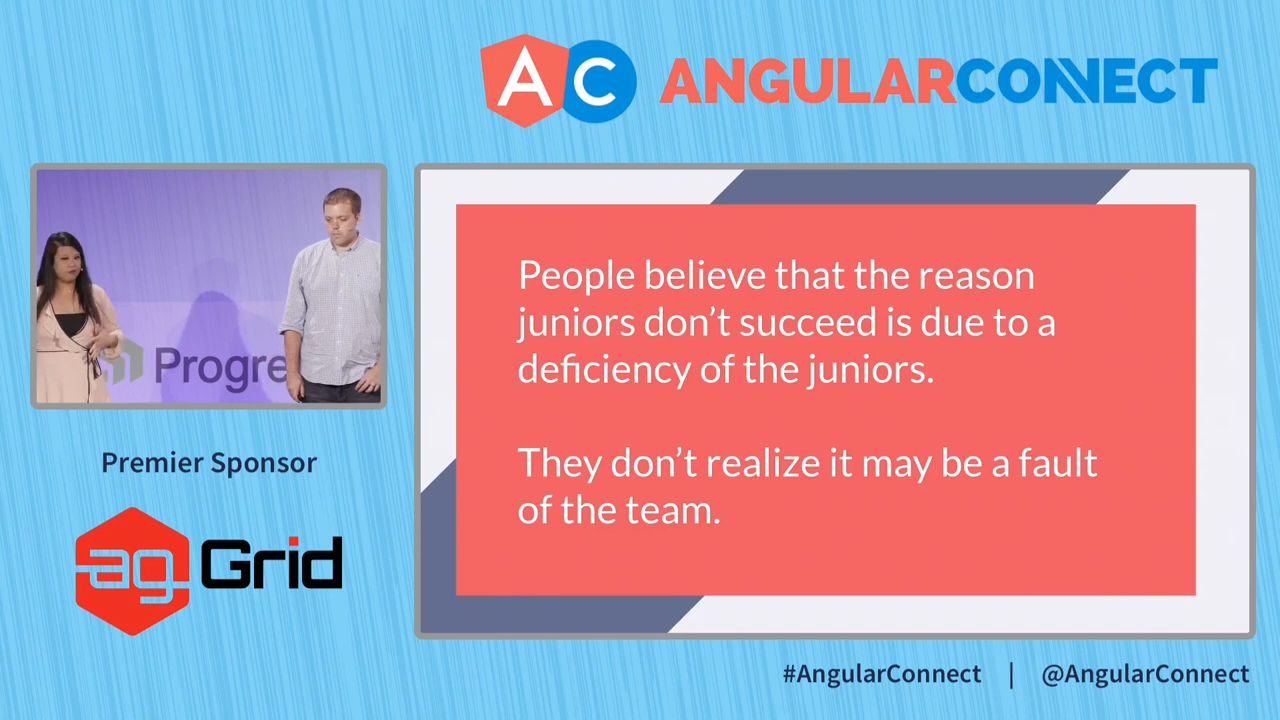 AC ANGULARCONNECT
Progre
People believe that the reason
juniors don’t succeed is due to a
deficiency of the juniors.
They don’t realize it may be a fault
of the team.
Premier Sponsor
ag Grid
#AngularConnect | @AngularConnect